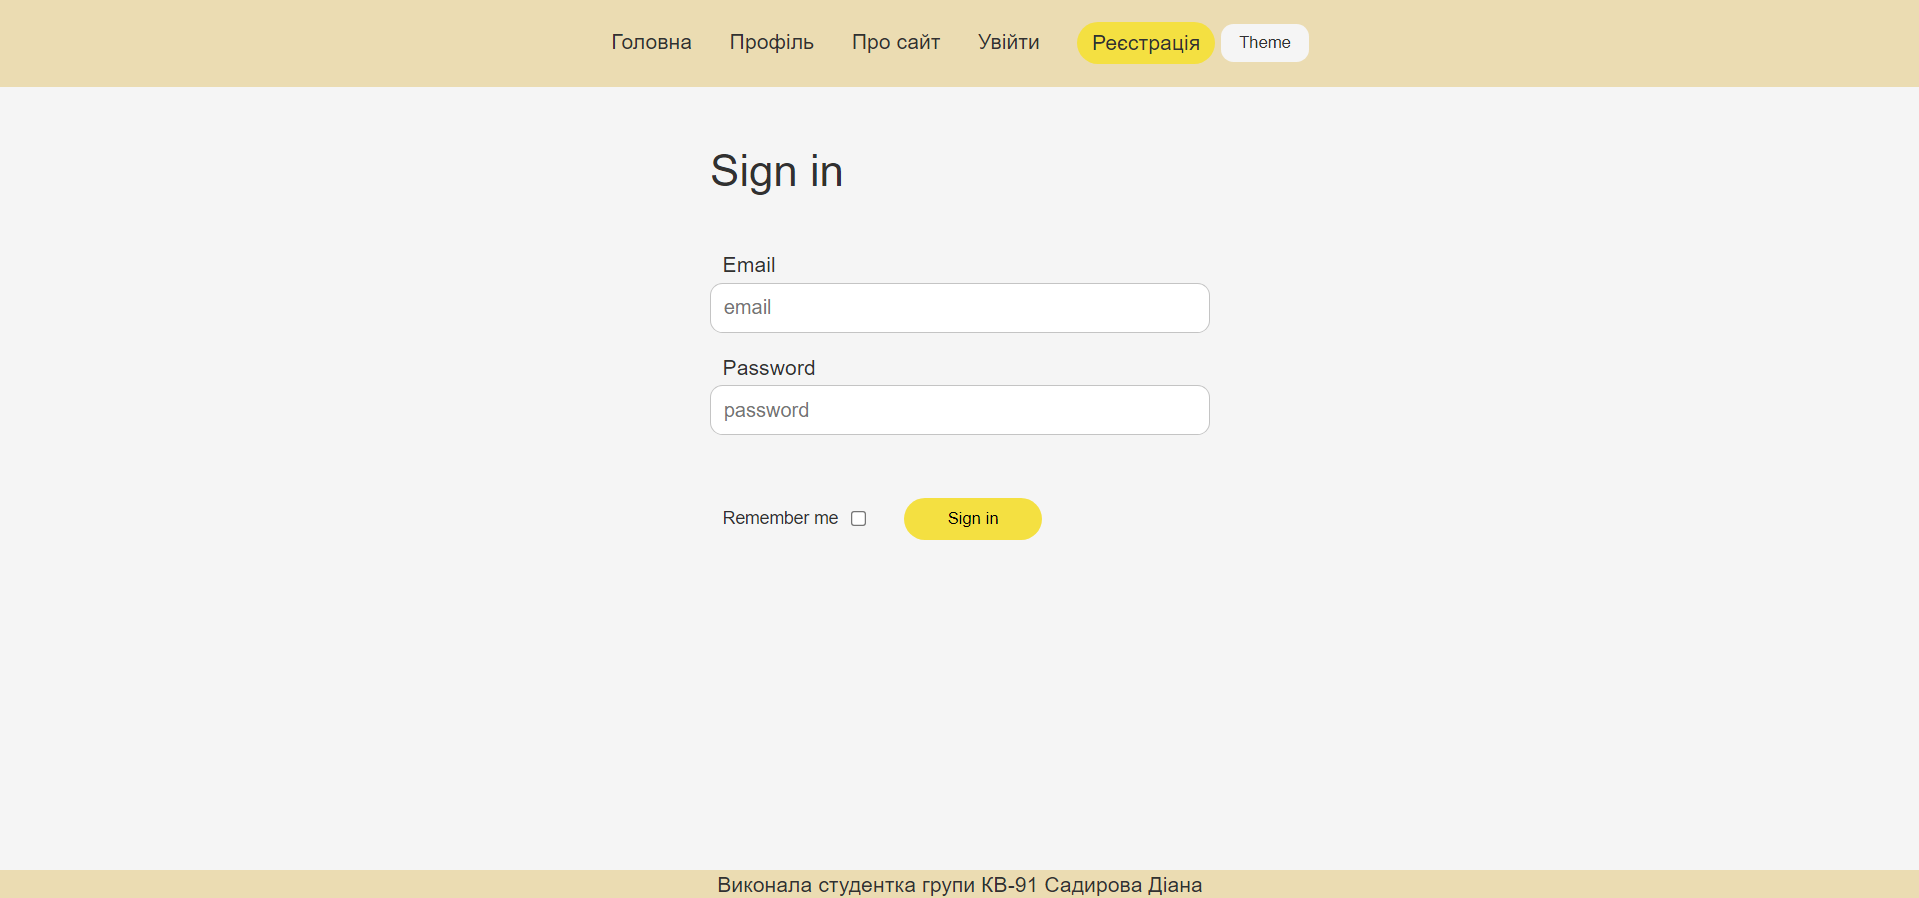 Головна Профіль Про сайт Увійти Реєстрація Theme
Sign in
Email
email
Password
password
Remember me Sign in
Виконала студентка групи КВ-91 Садирова Діана